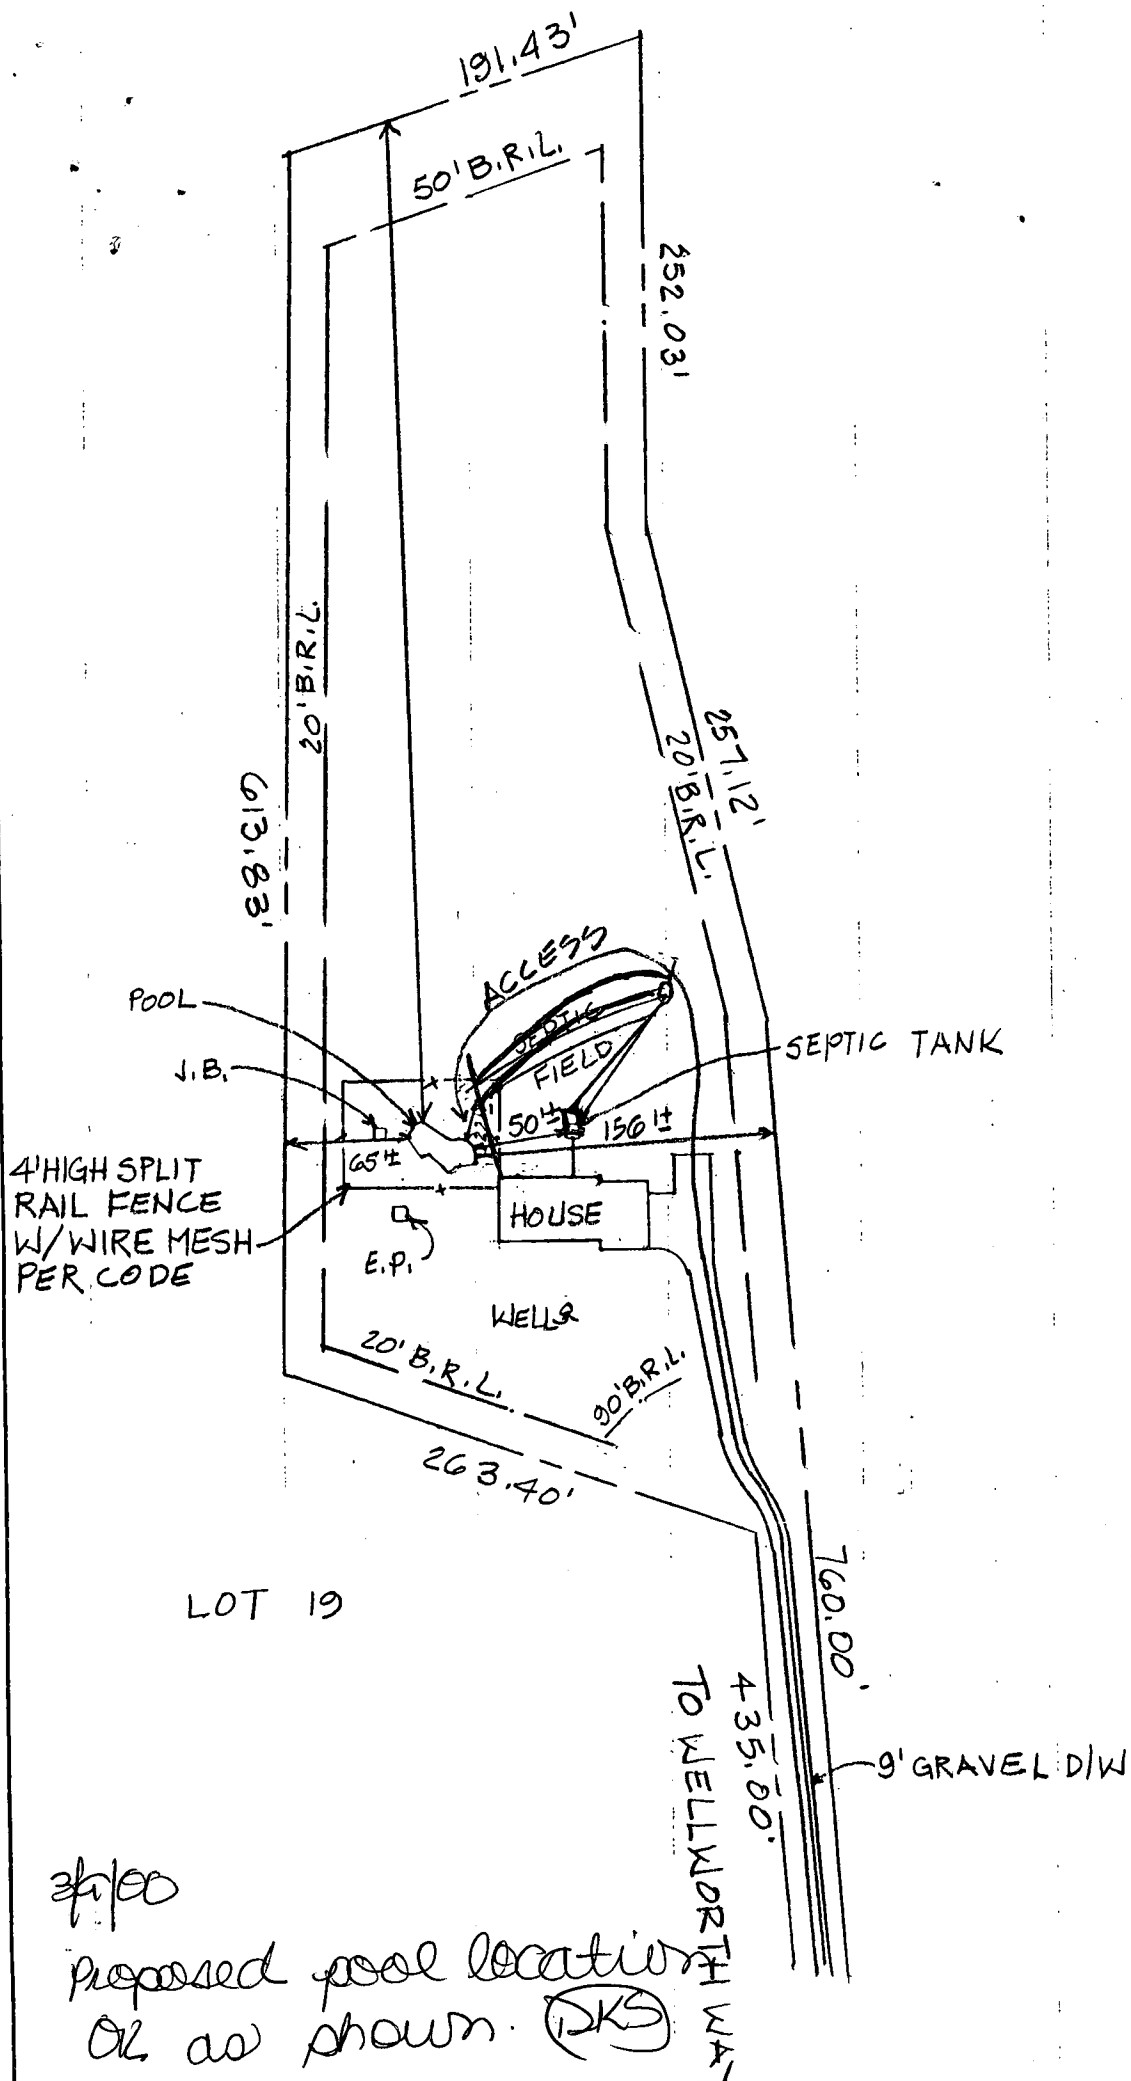 191.43'
50' B.R.L.
252.03'
20' B.R.L.
257.12'
20' B.R.L.
613.83'
ACCESS
SEPTIC
FIELD
POOL
J.B.
SEPTIC TANK
50'±
156'±
65'±
4' HIGH SPLIT
RAIL FENCE
W/ WIRE MESH
PER CODE
HOUSE
E.P.
WELL
20' B.R.L.
90' B.R.L.
263.40'
LOT 19
760.00'
435.00'
TO WELLWORTH WAY
9' GRAVEL D/W
Proposed pool location
OK as shown. DKS